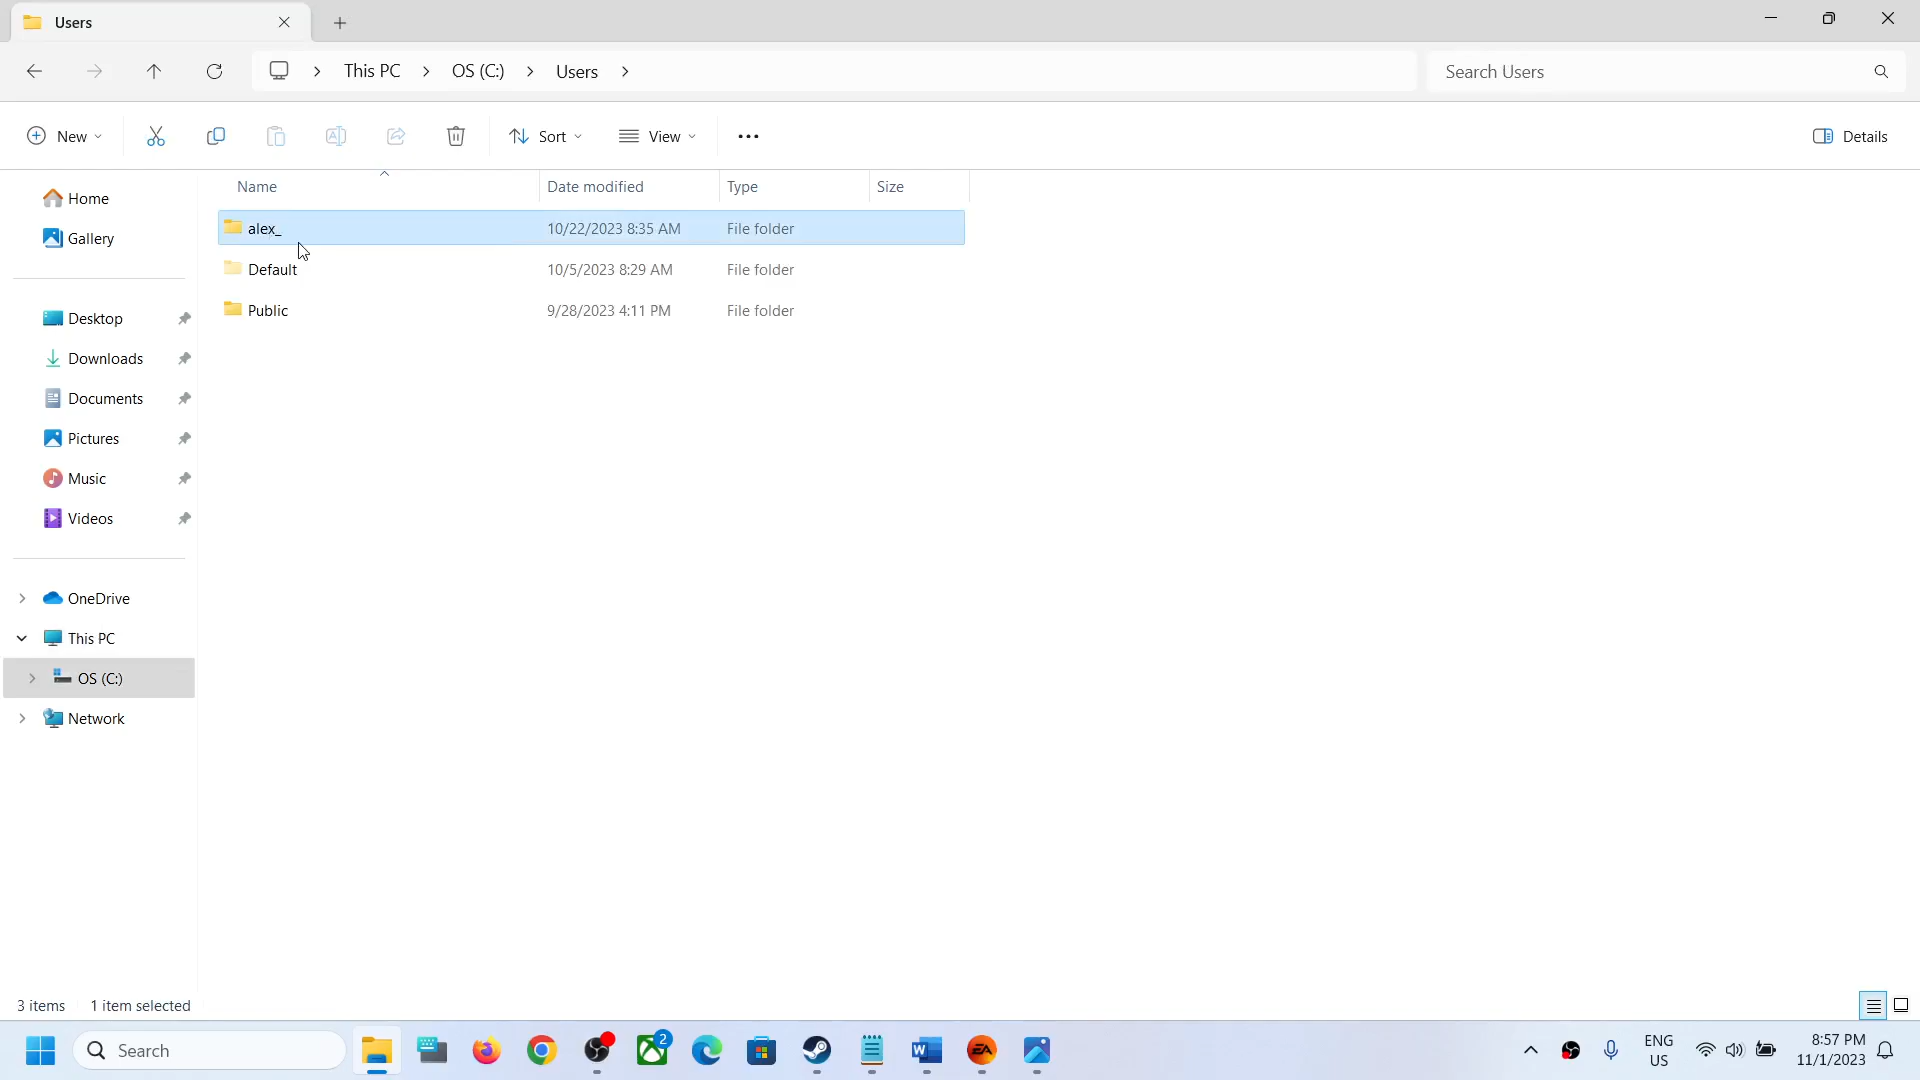 Users
This PC > OS (C:) > Users >
Search Users
New
Sort
View
Details
Name
Date modified
Type
Size
alex_ 10/22/2023 8:35 AM File folder
Default 10/5/2023 8:29 AM File folder
Public 9/28/2023 4:11 PM File folder
Home
Gallery
Desktop
Downloads
Documents
Pictures
Music
Videos
OneDrive
This PC
OS (C:)
Network
3 items
1 item selected
Search
2
EA
ENG
US
8:57 PM
11/1/2023